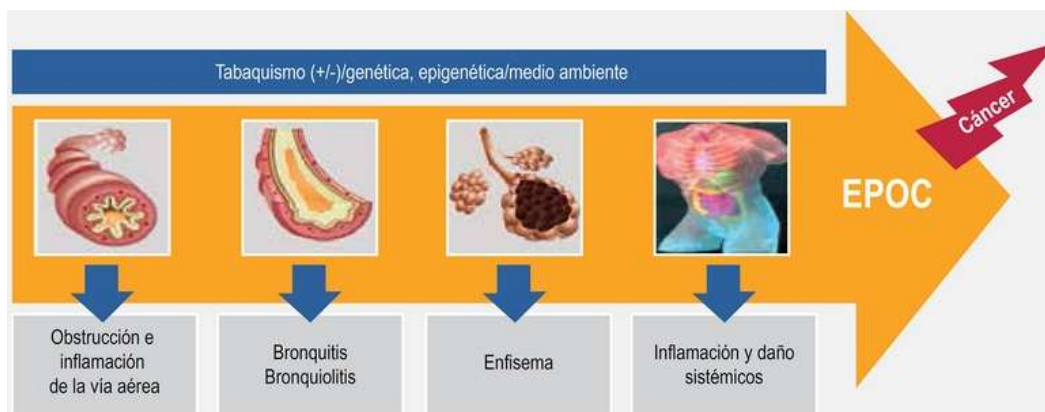 Tabaquismo (+/-)/genética, epigenética/medio ambiente
Cáncer
EPOC
Obstrucción e
inflamación
de la vía aérea
Bronquitis
Bronquiolitis
Enfisema
Inflamación y daño
sistémicos